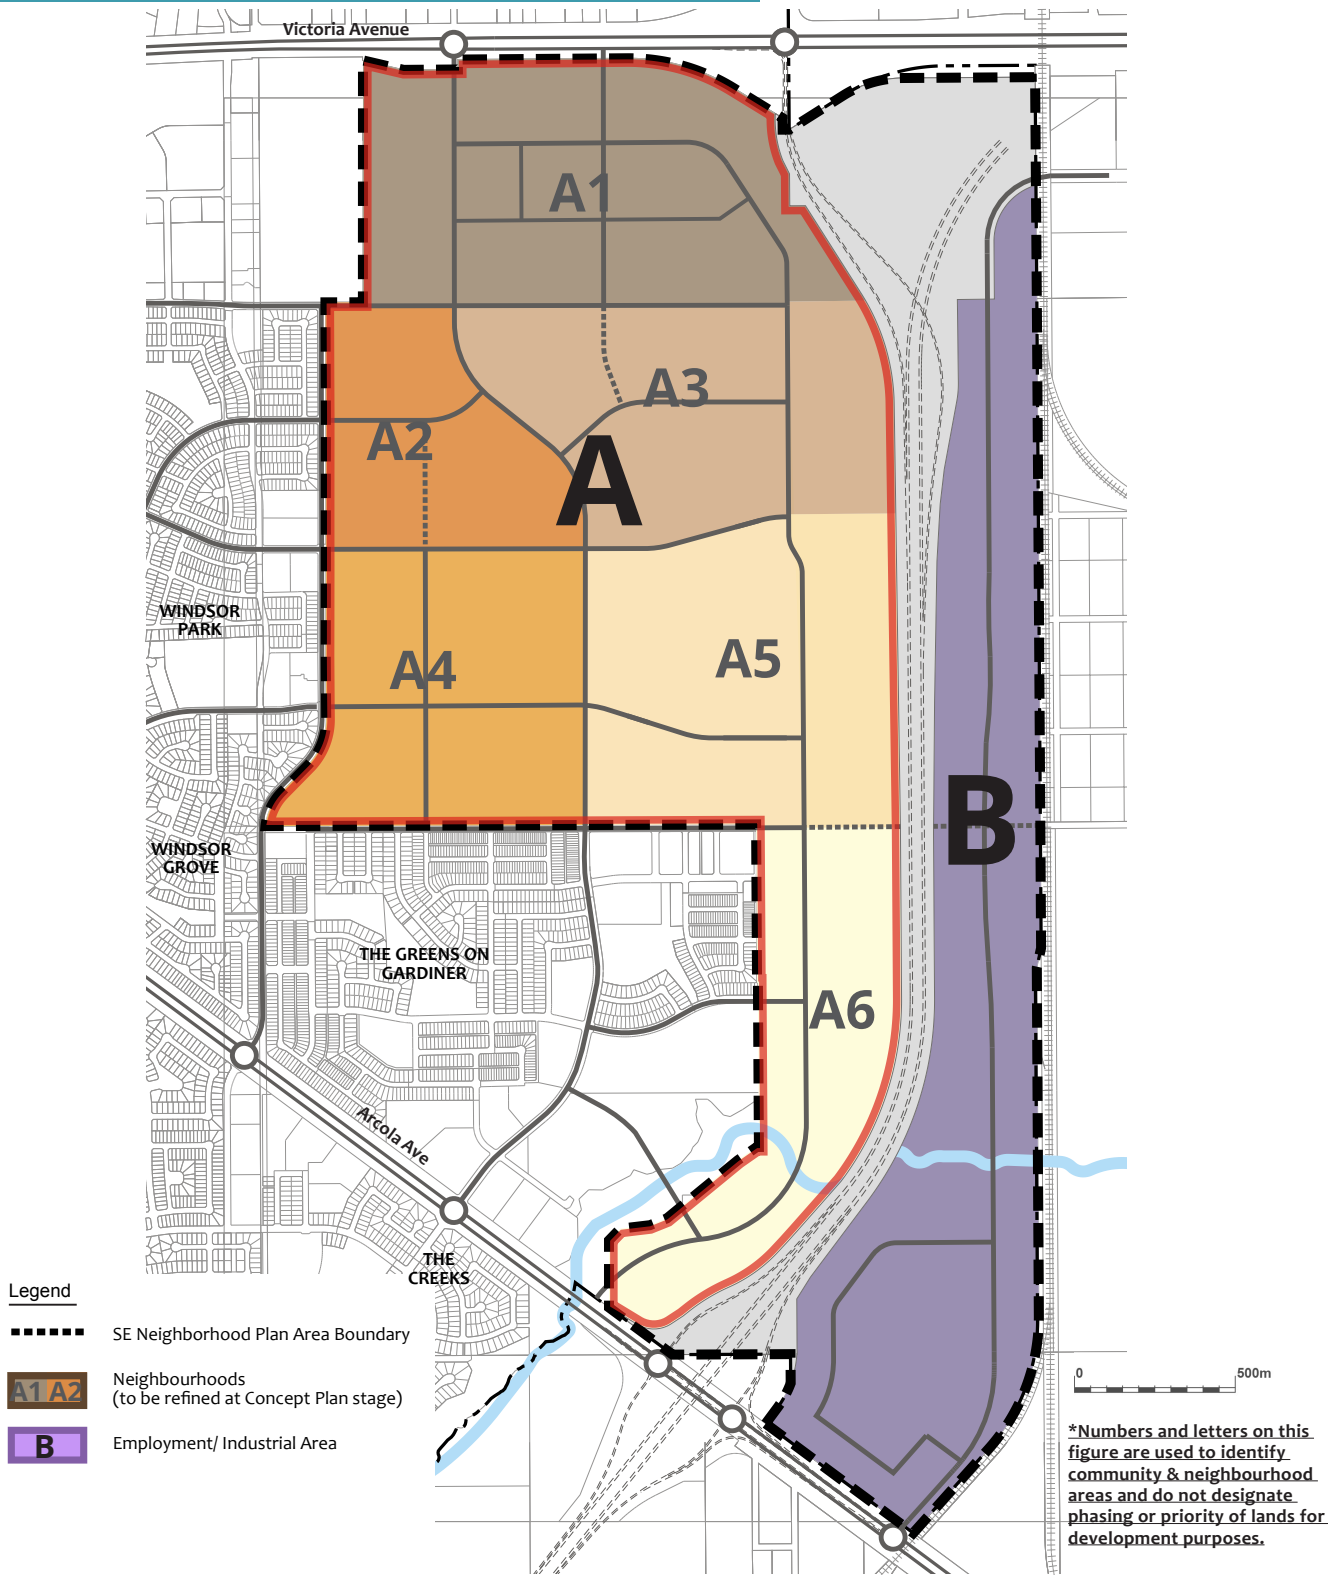 Victoria Avenue
A1
A3
A2
A
WINDSOR
PARK
A4
A5
B
WINDSOR
GROVE
THE GREENS ON
GARDINER
A6
Arcola Ave
THE
CREEKS
Legend
SE Neighborhood Plan Area Boundary
A1 A2
Neighbourhoods
(to be refined at Concept Plan stage)
B
Employment/ Industrial Area
0 500m
*Numbers and letters on this
figure are used to identify
community & neighbourhood
areas and do not designate
phasing or priority of lands for
development purposes.